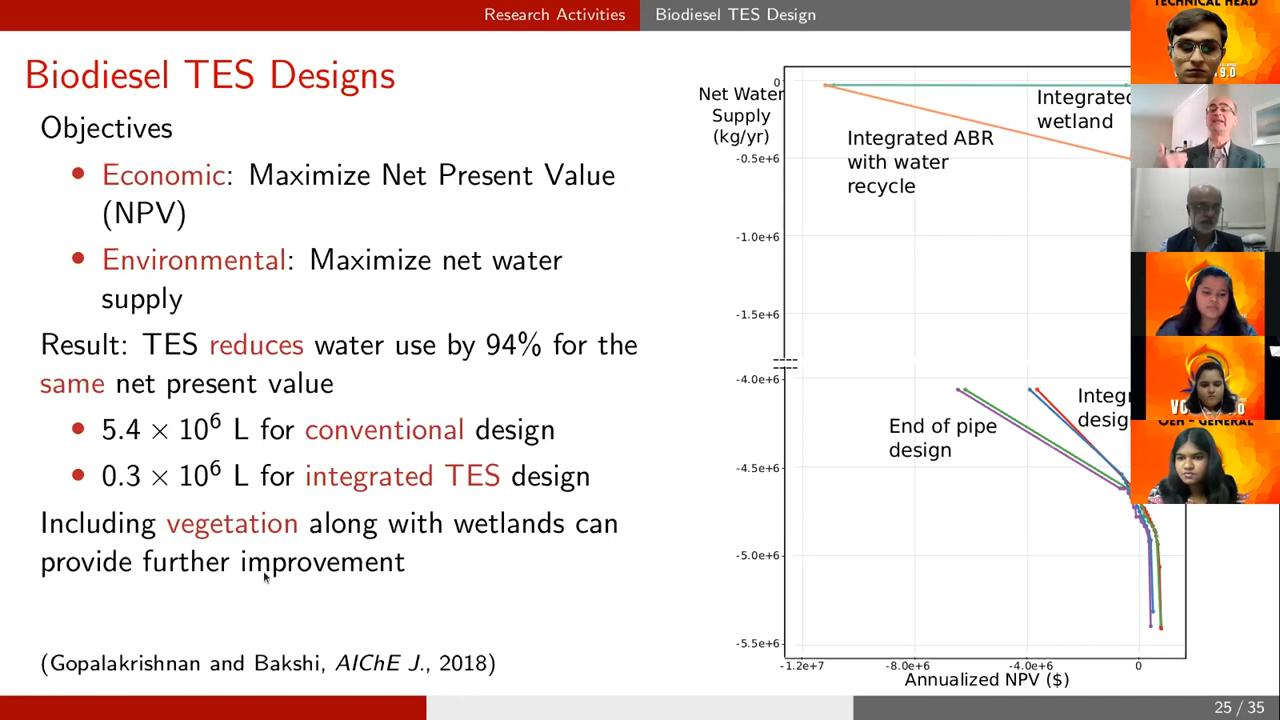 Research Activities
Biodiesel TES Design
Biodiesel TES Designs
Objectives
Economic: Maximize Net Present Value
(NPV)
Environmental: Maximize net water
supply
Result: TES reduces water use by 94% for the
same net present value
5.4 × 10⁶ L for conventional design
0.3 × 10⁶ L for integrated TES design
Including vegetation along with wetlands can
provide further improvement
(Gopalakrishnan and Bakshi, AIChE J., 2018)
Net Water
Supply
(kg/yr)
0
-0.5e+6
-1.0e+6
-1.5e+6
-4.0e+6
-4.5e+6
-5.0e+6
-5.5e+6
Integrated
wetland
Integrated ABR
with water
recycle
End of pipe
design
Integr
desig
-1.2e+7
-8.0e+6
-4.0e+6
0
Annualized NPV ($)
TECHNICAL HEAD
9.0
GENERAL
25 / 35